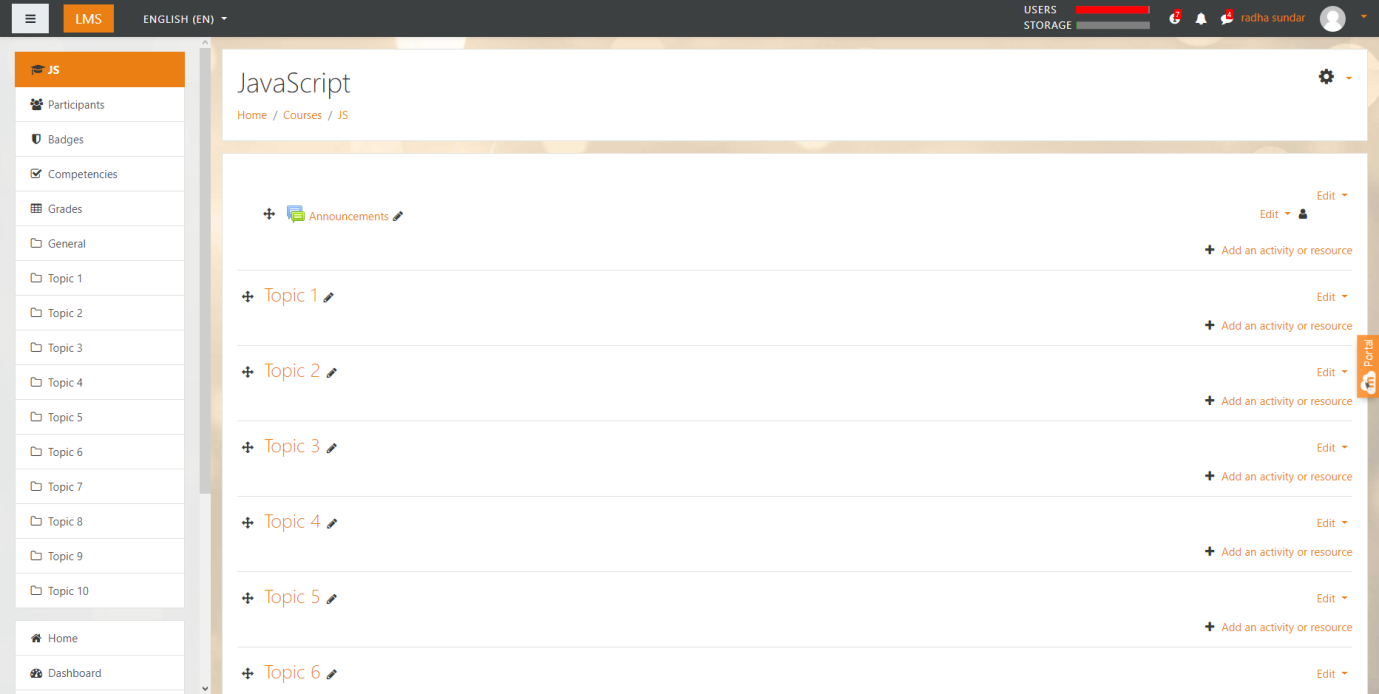 LMS
ENGLISH (EN)
USERS
STORAGE
7
4
radha sundar
JS
Participants
Badges
Competencies
Grades
General
Topic 1
Topic 2
Topic 3
Topic 4
Topic 5
Topic 6
Topic 7
Topic 8
Topic 9
Topic 10
Home
Dashboard
JavaScript
Home / Courses / JS
Edit
Announcements
Edit
Add an activity or resource
Topic 1
Edit
Add an activity or resource
Topic 2
Edit
Add an activity or resource
Topic 3
Edit
Add an activity or resource
Topic 4
Edit
Add an activity or resource
Topic 5
Edit
Add an activity or resource
Topic 6
Edit
Portal